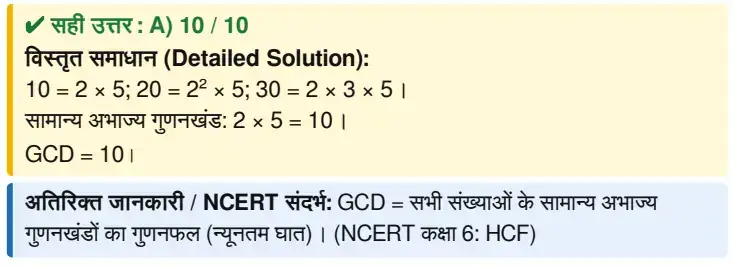 ✔ सही उत्तर : A) 10 / 10
विस्तृत समाधान (Detailed Solution):
10 = 2 × 5; 20 = 2² × 5; 30 = 2 × 3 × 5।
सामान्य अभाज्य गुणनखंड: 2 × 5 = 10।
GCD = 10।
अतिरिक्त जानकारी / NCERT संदर्भ: GCD = सभी संख्याओं के सामान्य अभाज्य
गुणनखंडों का गुणनफल (न्यूनतम घात)। (NCERT कक्षा 6: HCF)